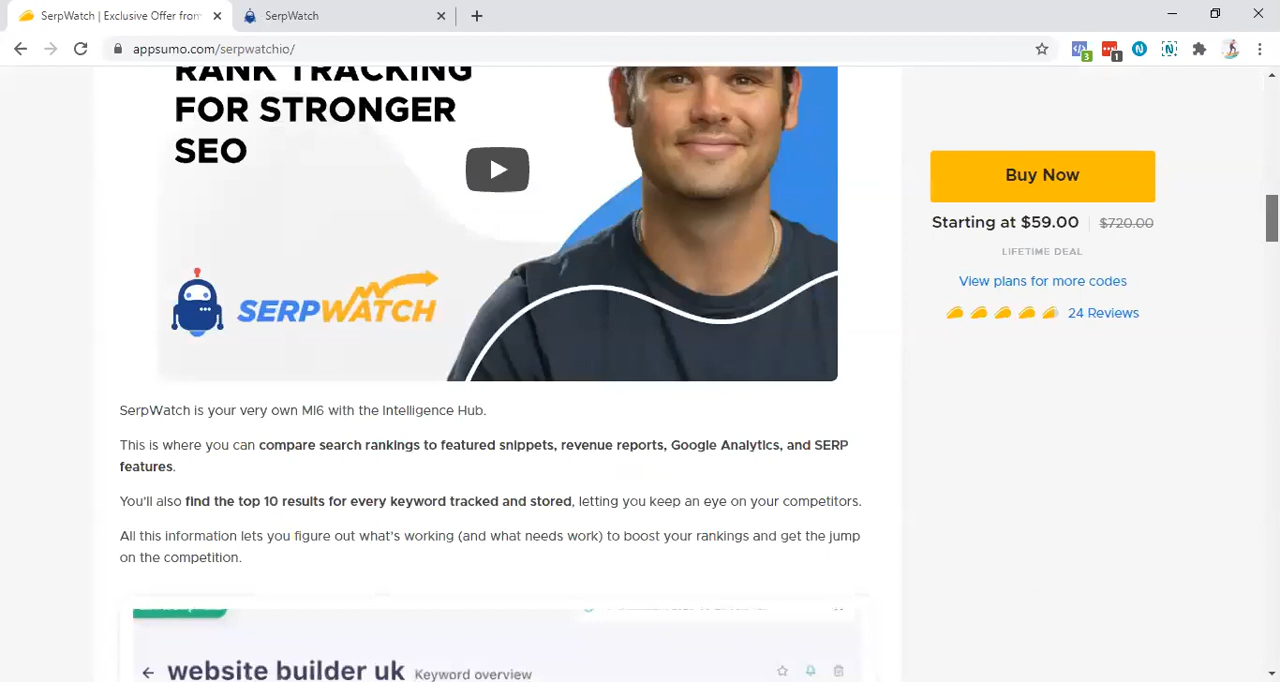 SerpWatch | Exclusive Offer from
SerpWatch
appsumo.com/serpwatchio/
3
1
RANK TRACKING
FOR STRONGER
SEO
SERPWATCH
Buy Now
Starting at $59.00 $720.00
LIFETIME DEAL
View plans for more codes
24 Reviews
SerpWatch is your very own MI6 with the Intelligence Hub.
This is where you can compare search rankings to featured snippets, revenue reports, Google Analytics, and SERP
features.
You'll also find the top 10 results for every keyword tracked and stored, letting you keep an eye on your competitors.
All this information lets you figure out what's working (and what needs work) to boost your rankings and get the jump
on the competition.
website builder uk Keyword overview